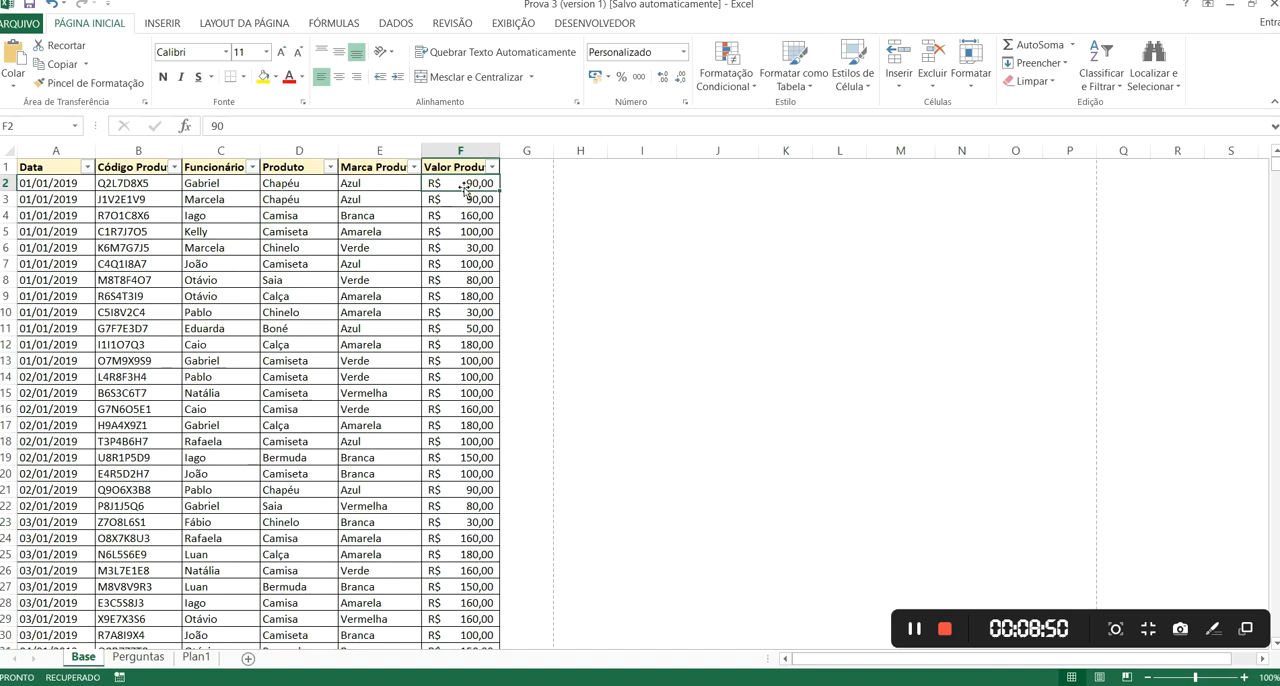 Prova 3 (version 1) [Salvo automaticamente] - Excel
ARQUIVO PÁGINA INICIAL INSERIR LAYOUT DA PÁGINA FÓRMULAS DADOS REVISÃO EXIBIÇÃO DESENVOLVEDOR Entra
Colar Recortar Copiar Pincel de Formatação Área de Transferência
Calibri 11 N I S Fonte
Quebrar Texto Automaticamente Mesclar e Centralizar Alinhamento
Personalizado % 000 Número
Formatação Condicional Formatar como Tabela Estilos de Célula Estilo
Inserir Excluir Formatar Células
AutoSoma Preencher Limpar Classificar e Filtrar Localizar e Selecionar Edição
F2 fx 90
A B C D E F G H I J K L M N O P Q R S
1 Data Código Produ Funcionário Produto Marca Produ Valor Produ
2 01/01/2019 Q2L7D8X5 Gabriel Chapéu Azul R$ 90,00
3 01/01/2019 J1V2E1V9 Marcela Chapéu Azul R$ 90,00
4 01/01/2019 R7O1C8X6 Iago Camisa Branca R$ 160,00
5 01/01/2019 C1R7J7O5 Kelly Camiseta Amarela R$ 100,00
6 01/01/2019 K6M7G7J5 Marcela Chinelo Verde R$ 30,00
7 01/01/2019 C4Q1I8A7 João Camiseta Azul R$ 100,00
8 01/01/2019 M8T8F4O7 Otávio Saia Verde R$ 80,00
9 01/01/2019 R6S4T3I9 Otávio Calça Amarela R$ 180,00
10 01/01/2019 C5I8V2C4 Pablo Chinelo Amarela R$ 30,00
11 01/01/2019 G7F7E3D7 Eduarda Boné Azul R$ 50,00
12 01/01/2019 I1I1O7Q3 Caio Calça Amarela R$ 180,00
13 01/01/2019 O7M9X9S9 Gabriel Camiseta Verde R$ 100,00
14 02/01/2019 L4R8F3H4 Pablo Camiseta Verde R$ 100,00
15 02/01/2019 B6S3C6T7 Natália Camiseta Vermelha R$ 100,00
16 02/01/2019 G7N6O5E1 Caio Camisa Verde R$ 160,00
17 02/01/2019 H9A4X9Z1 Gabriel Calça Amarela R$ 180,00
18 02/01/2019 T3P4B6H7 Rafaela Camiseta Azul R$ 100,00
19 02/01/2019 U8R1P5D9 Iago Bermuda Branca R$ 150,00
20 02/01/2019 E4R5D2H7 João Camiseta Branca R$ 100,00
21 02/01/2019 Q9O6X3B8 Pablo Chapéu Azul R$ 90,00
22 02/01/2019 P8J1J5Q6 Gabriel Saia Vermelha R$ 80,00
23 03/01/2019 Z7O8L6S1 Fábio Chinelo Branca R$ 30,00
24 03/01/2019 O8X7K8U3 Rafaela Camisa Amarela R$ 160,00
25 03/01/2019 N6L5S6E9 Luan Calça Amarela R$ 180,00
26 03/01/2019 M3L7E1E8 Natália Camisa Verde R$ 160,00
27 03/01/2019 M8V8V9R3 Luan Bermuda Branca R$ 150,00
28 03/01/2019 E3C5S8J3 Iago Camisa Amarela R$ 160,00
29 03/01/2019 X9E7X3S6 Otávio Camisa Vermelha R$ 160,00
30 03/01/2019 R7A8I9X4 João Camiseta Branca R$ 100,00
00:08:50
Base Perguntas Plan1
PRONTO RECUPERADO 100%